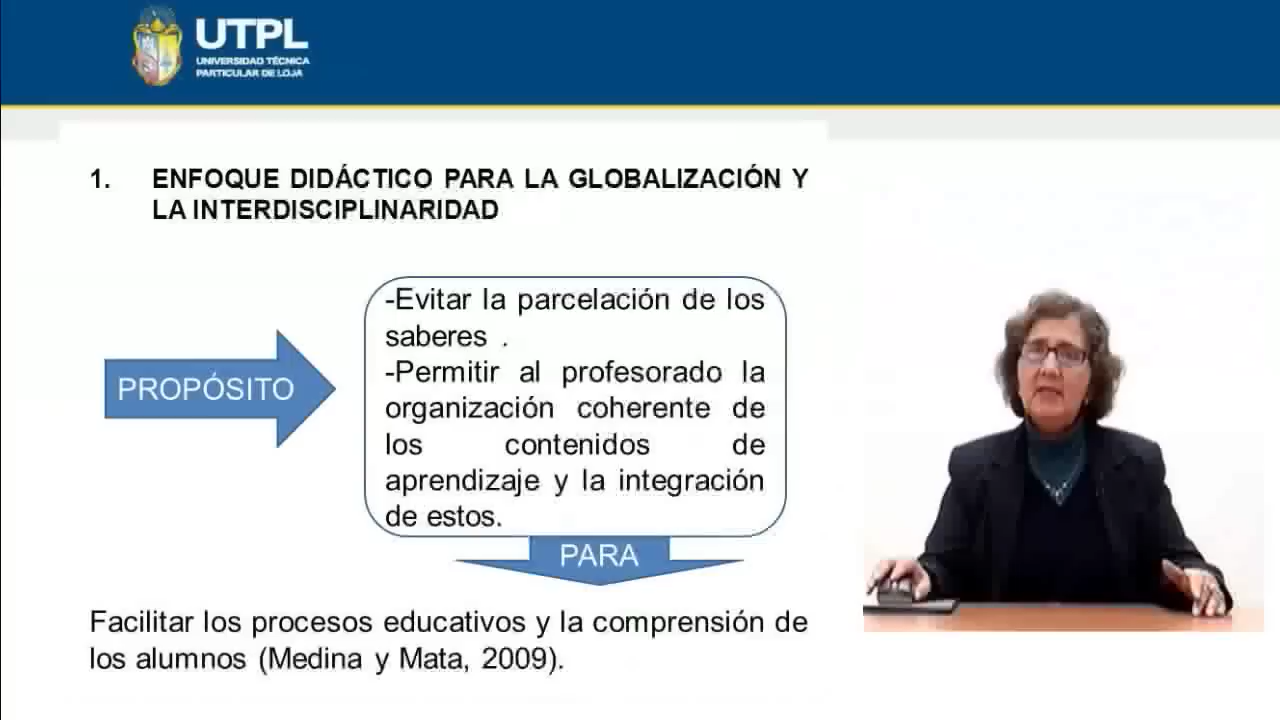 UTPL
UNIVERSIDAD TÉCNICA
PARTICULAR DE LOJA
1. ENFOQUE DIDÁCTICO PARA LA GLOBALIZACIÓN Y
LA INTERDISCIPLINARIDAD
PROPÓSITO
-Evitar la parcelación de los
saberes .
-Permitir al profesorado la
organización coherente de
los contenidos de
aprendizaje y la integración
de estos.
PARA
Facilitar los procesos educativos y la comprensión de
los alumnos (Medina y Mata, 2009).